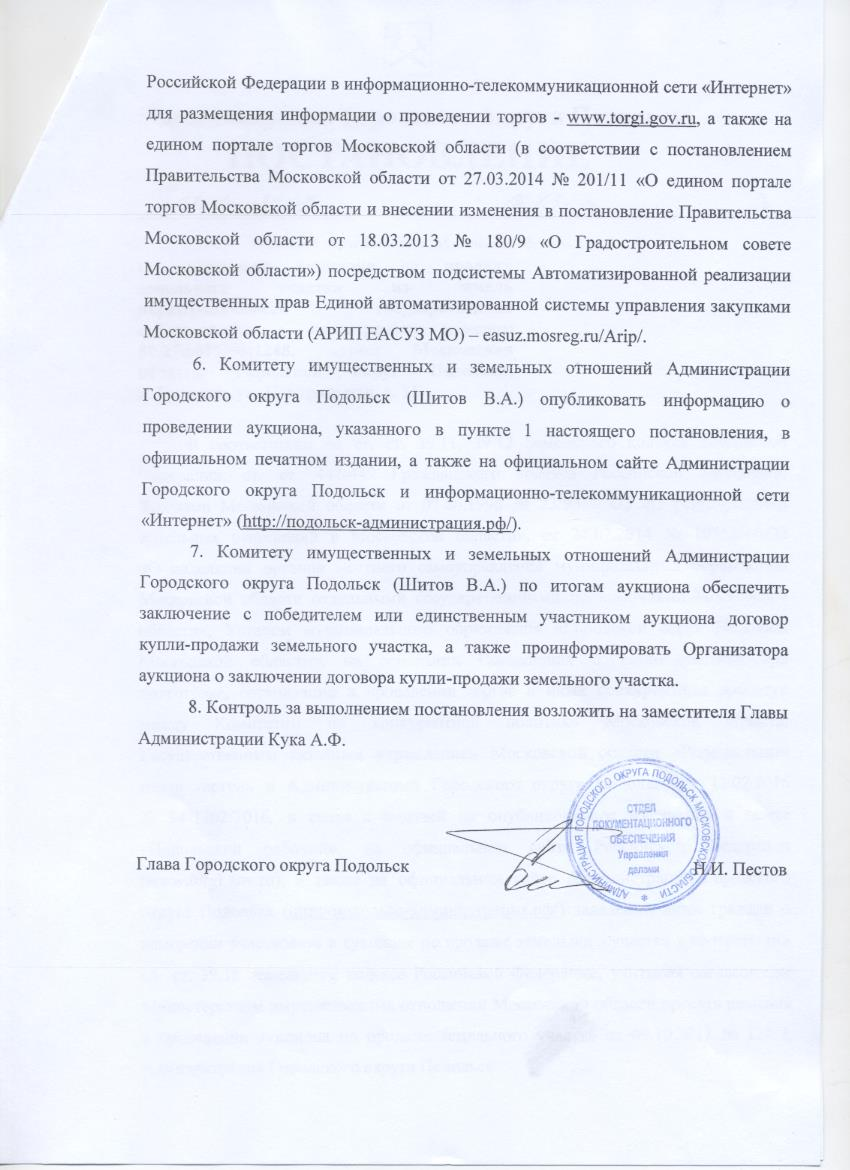 Российской Федерации в информационно-телекоммуникационной сети «Интернет»
для размещения информации о проведении торгов - www.torgi.gov.ru, а также на
едином портале торгов Московской области (в соответствии с постановлением
Правительства Московской области от 27.03.2014 № 201/11 «О едином портале
торгов Московской области и внесении изменения в постановление Правительства
Московской области от 18.03.2013 № 180/9 «О Градостроительном совете
Московской области») посредством подсистемы Автоматизированной реализации
имущественных прав Единой автоматизированной системы управления закупками
Московской области (АРИП ЕАСУЗ МО) – easuz.mosreg.ru/Arip/.
6. Комитету имущественных и земельных отношений Администрации
Городского округа Подольск (Шитов В.А.) опубликовать информацию о
проведении аукциона, указанного в пункте 1 настоящего постановления, в
официальном печатном издании, а также на официальном сайте Администрации
Городского округа Подольск и информационно-телекоммуникационной сети
«Интернет» (http://подольск-администрация.рф/).
7. Комитету имущественных и земельных отношений Администрации
Городского округа Подольск (Шитов В.А.) по итогам аукциона обеспечить
заключение с победителем или единственным участником аукциона договор
купли-продажи земельного участка, а также проинформировать Организатора
аукциона о заключении договора купли-продажи земельного участка.
8. Контроль за выполнением постановления возложить на заместителя Главы
Администрации Кука А.Ф.
АДМИНИСТРАЦИЯ ГОРОДСКОГО ОКРУГА ПОДОЛЬСК МОСКОВСКОЙ ОБЛАСТИ
ОТДЕЛ
ДОКУМЕНТАЦИОННОГО
ОБЕСПЕЧЕНИЯ
Управления
делами
Глава Городского округа Подольск Н.И. Пестов